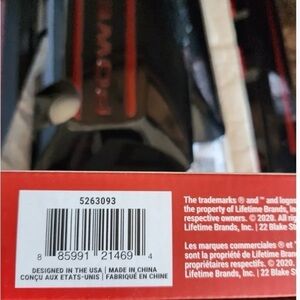 POWE
5263093
8 85991 21469 4
DESIGNED IN THE USA | MADE IN CHINA
CONÇU AUX ETATS-UNIS | FABRIQUÉ EN CHINE
The trademarks ® and ™ and logos
the property of Lifetime Brands, In
respective owners. © 2020. All righ
Lifetime Brands, Inc. | 22 Blake St
Les marques commerciales ® et
sont la propriété de Lifetime Brands
propriétaires respectifs. © 2020.
Lifetime Brands, Inc. | 22 Blake